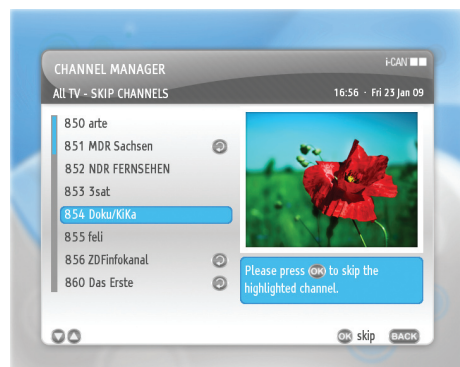 i-CAN
CHANNEL MANAGER
All TV - SKIP CHANNELS
16:56 · Fri 23 Jan 09
850 arte
851 MDR Sachsen
852 NDR FERNSEHEN
853 3sat
854 Doku/KiKa
855 feli
856 ZDFinfokanal
860 Das Erste
Please press OK to skip the
highlighted channel.
OK skip BACK